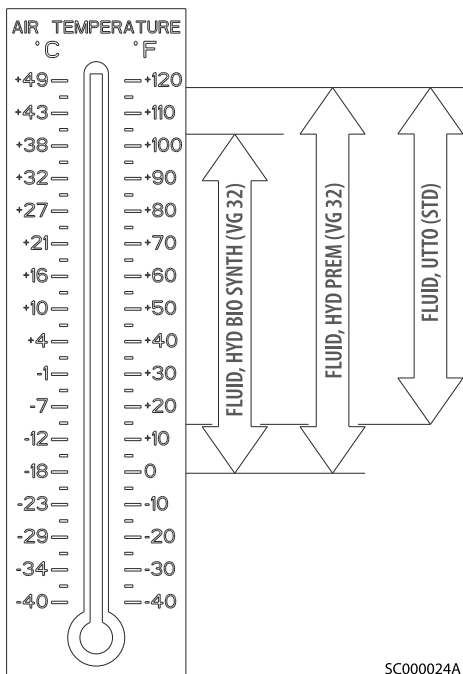 AIR TEMPERATURE
°C °F
+49 +120
+43 +110
+38 +100
+32 +90
+27 +80
+21 +70
+16 +60
+10 +50
+4 +40
-1 +30
-7 +20
-12 +10
-18 0
-23 -10
-29 -20
-34 -30
-40 -40
FLUID, HYD BIO SYNTH (VG 32)
FLUID, HYD PREM (VG 32)
FLUID, UTTO (STD)
SC000024A